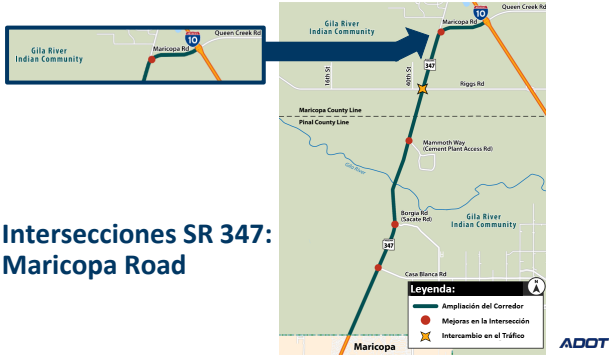 10
Queen Creek Rd
Maricopa Rd
Gila River
Indian Community
Intersecciones SR 347:
Maricopa Road
Queen Creek Rd
10
Maricopa Rd
Gila River
Indian Community
347
16th St
40th St
Riggs Rd
Maricopa County Line
Pinal County Line
Mammoth Way
(Cement Plant Access Rd)
Gila River
Borgia Rd
(Sacate Rd)
Gila River
Indian Community
347
Casa Blanca Rd
Leyenda:
N
Ampliación del Corredor
Mejoras en la Intersección
Intercambio en el Tráfico
Maricopa
ADOT